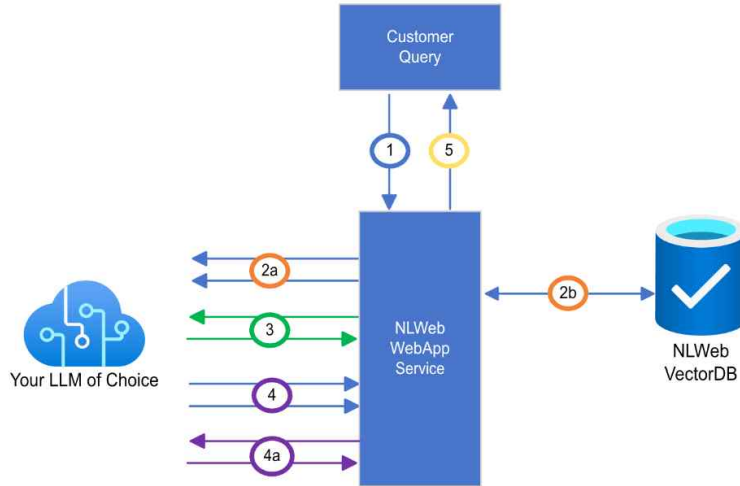 Customer
Query
1
5
2a
2b
3
NLWeb
WebApp
Service
NLWeb
VectorDB
Your LLM of Choice
4
4a